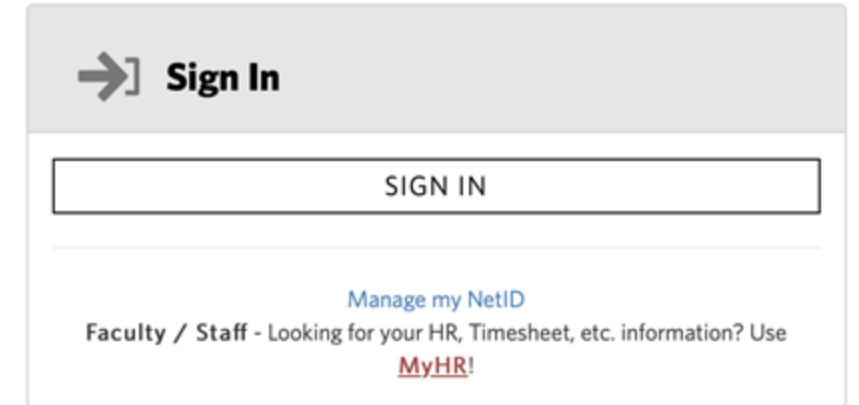 Sign In
SIGN IN
Manage my NetID
Faculty / Staff - Looking for your HR, Timesheet, etc. information? Use
MyHR!